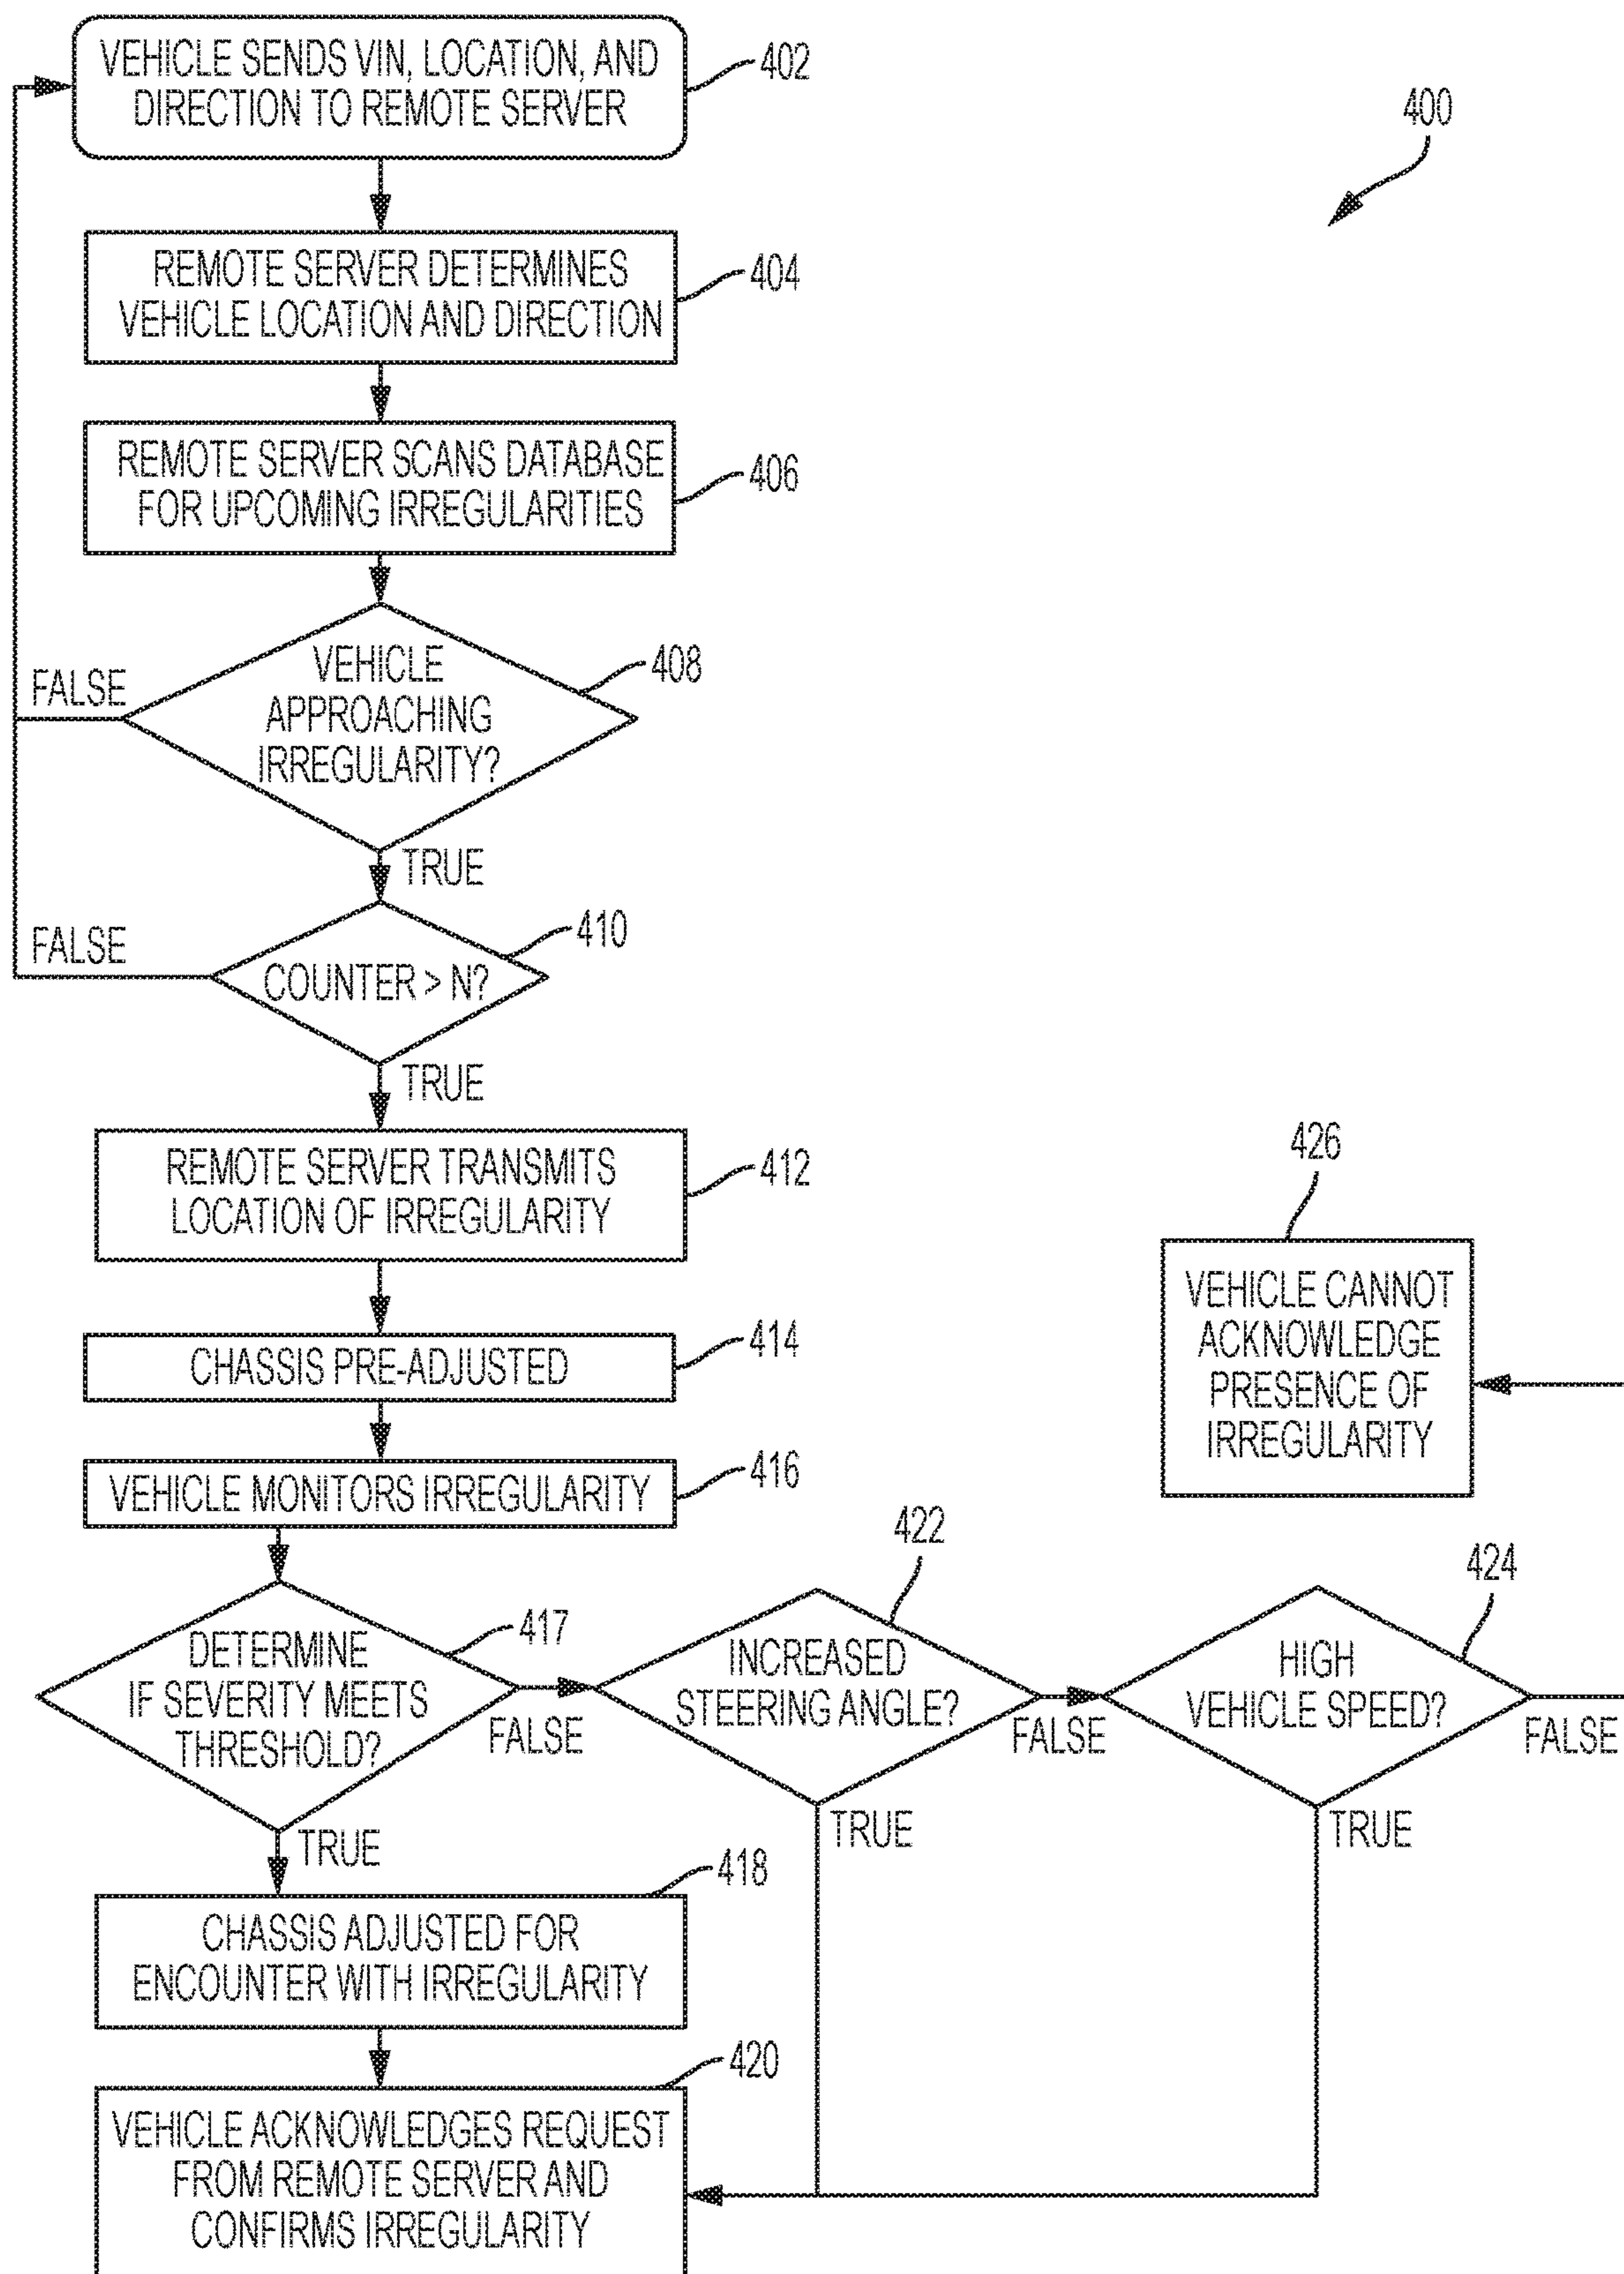 VEHICLE SENDS VIN, LOCATION, AND
DIRECTION TO REMOTE SERVER
402
400
REMOTE SERVER DETERMINES
VEHICLE LOCATION AND DIRECTION
404
REMOTE SERVER SCANS DATABASE
FOR UPCOMING IRREGULARITIES
406
VEHICLE
APPROACHING
IRREGULARITY?
408
FALSE
TRUE
COUNTER > N?
410
FALSE
TRUE
REMOTE SERVER TRANSMITS
LOCATION OF IRREGULARITY
412
CHASSIS PRE-ADJUSTED
414
VEHICLE MONITORS IRREGULARITY
416
DETERMINE
IF SEVERITY MEETS
THRESHOLD?
417
FALSE
TRUE
INCREASED
STEERING ANGLE?
422
FALSE
TRUE
HIGH
VEHICLE SPEED?
424
FALSE
TRUE
426
VEHICLE CANNOT
ACKNOWLEDGE
PRESENCE OF
IRREGULARITY
CHASSIS ADJUSTED FOR
ENCOUNTER WITH IRREGULARITY
418
VEHICLE ACKNOWLEDGES REQUEST
FROM REMOTE SERVER AND
CONFIRMS IRREGULARITY
420